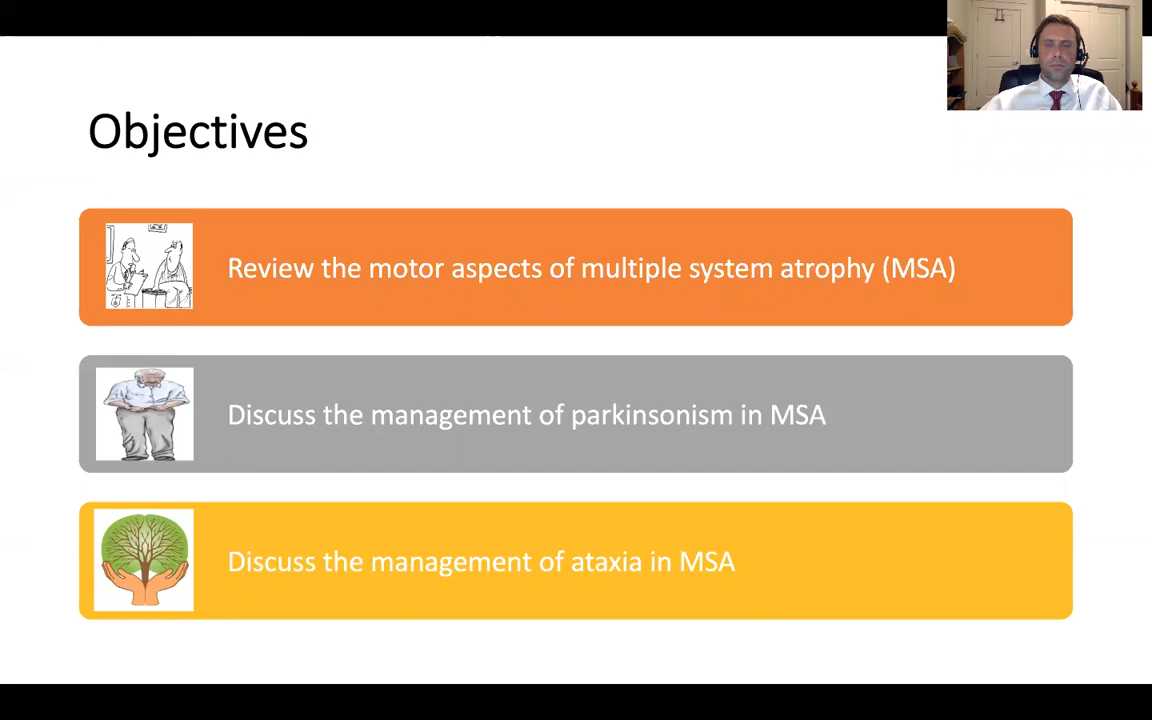 Objectives
Review the motor aspects of multiple system atrophy (MSA)
Discuss the management of parkinsonism in MSA
Discuss the management of ataxia in MSA